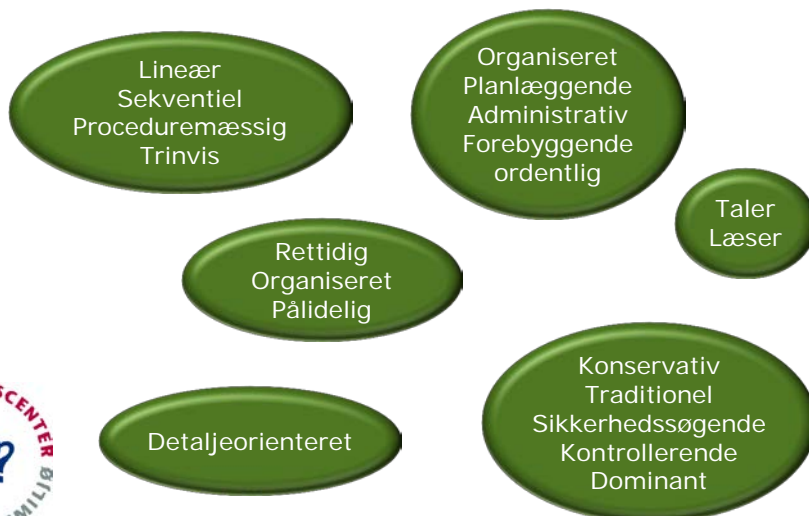 Lineær
Sekventiel
Proceduremæssig
Trinvis
Organiseret
Planlæggende
Administrativ
Forebyggende
ordentlig
Taler
Læser
Rettidig
Organiseret
Pålidelig
Konservativ
Traditionel
Sikkerhedssøgende
Kontrollerende
Dominant
Detaljeorienteret